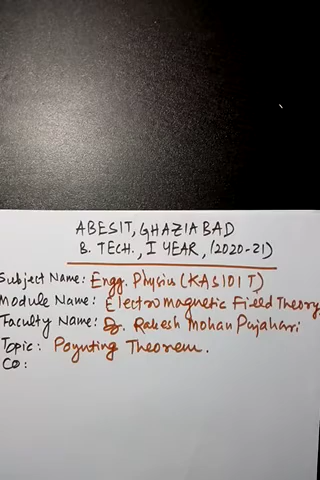 ABESIT, GHAZIABAD
B. TECH., I YEAR, (2020-21)
Subject Name: Engg. Physics (KAS101T)
Module Name: Electromagnetic Field Theory
Faculty Name: Dr. Rakesh Mohan Pujahari
Topic: Poynting Theorem.
CO: